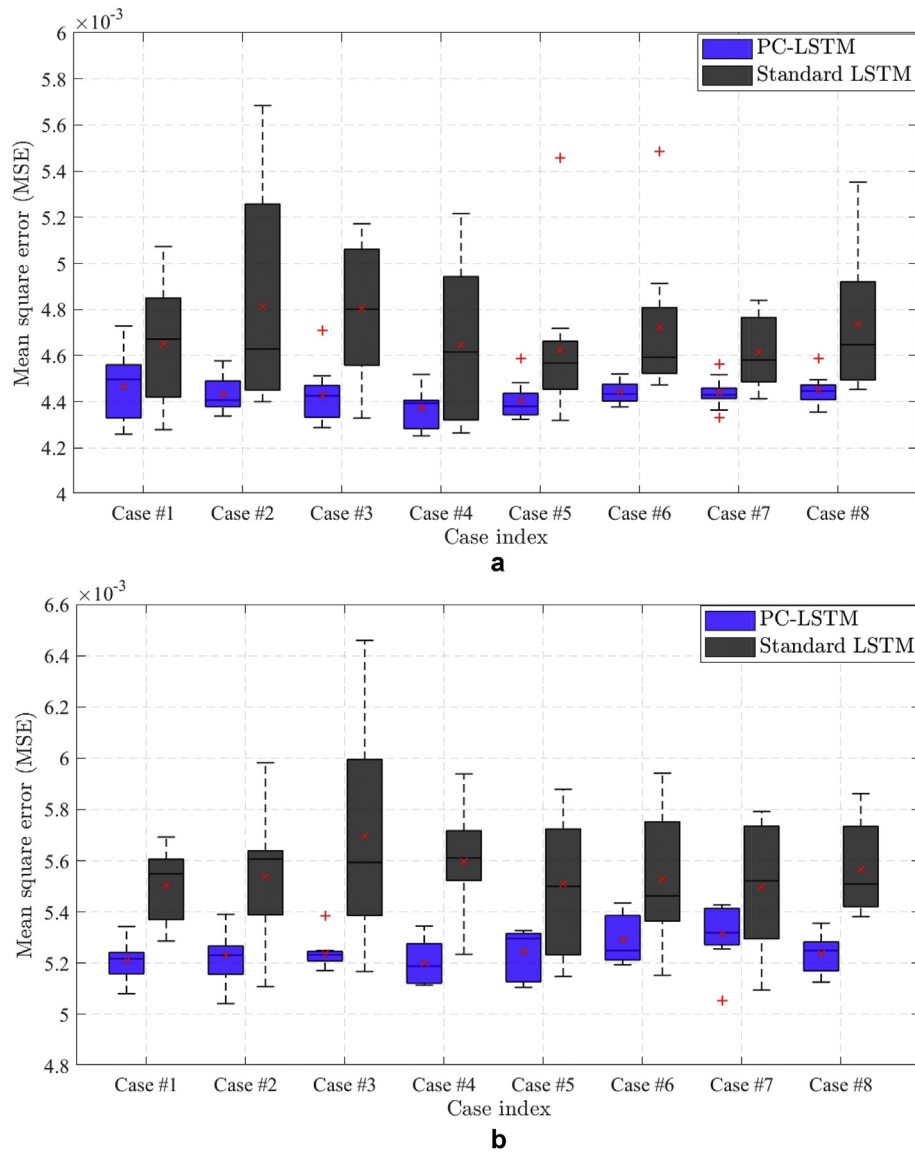 ×10⁻³
6
5.8
5.6
5.4
5.2
5
4.8
4.6
4.4
4.2
4
Mean square error (MSE)
PC-LSTM
Standard LSTM
Case #1 Case #2 Case #3 Case #4 Case #5 Case #6 Case #7 Case #8
Case index
a
×10⁻³
6.6
6.4
6.2
6
5.8
5.6
5.4
5.2
5
4.8
Mean square error (MSE)
PC-LSTM
Standard LSTM
Case #1 Case #2 Case #3 Case #4 Case #5 Case #6 Case #7 Case #8
Case index
b